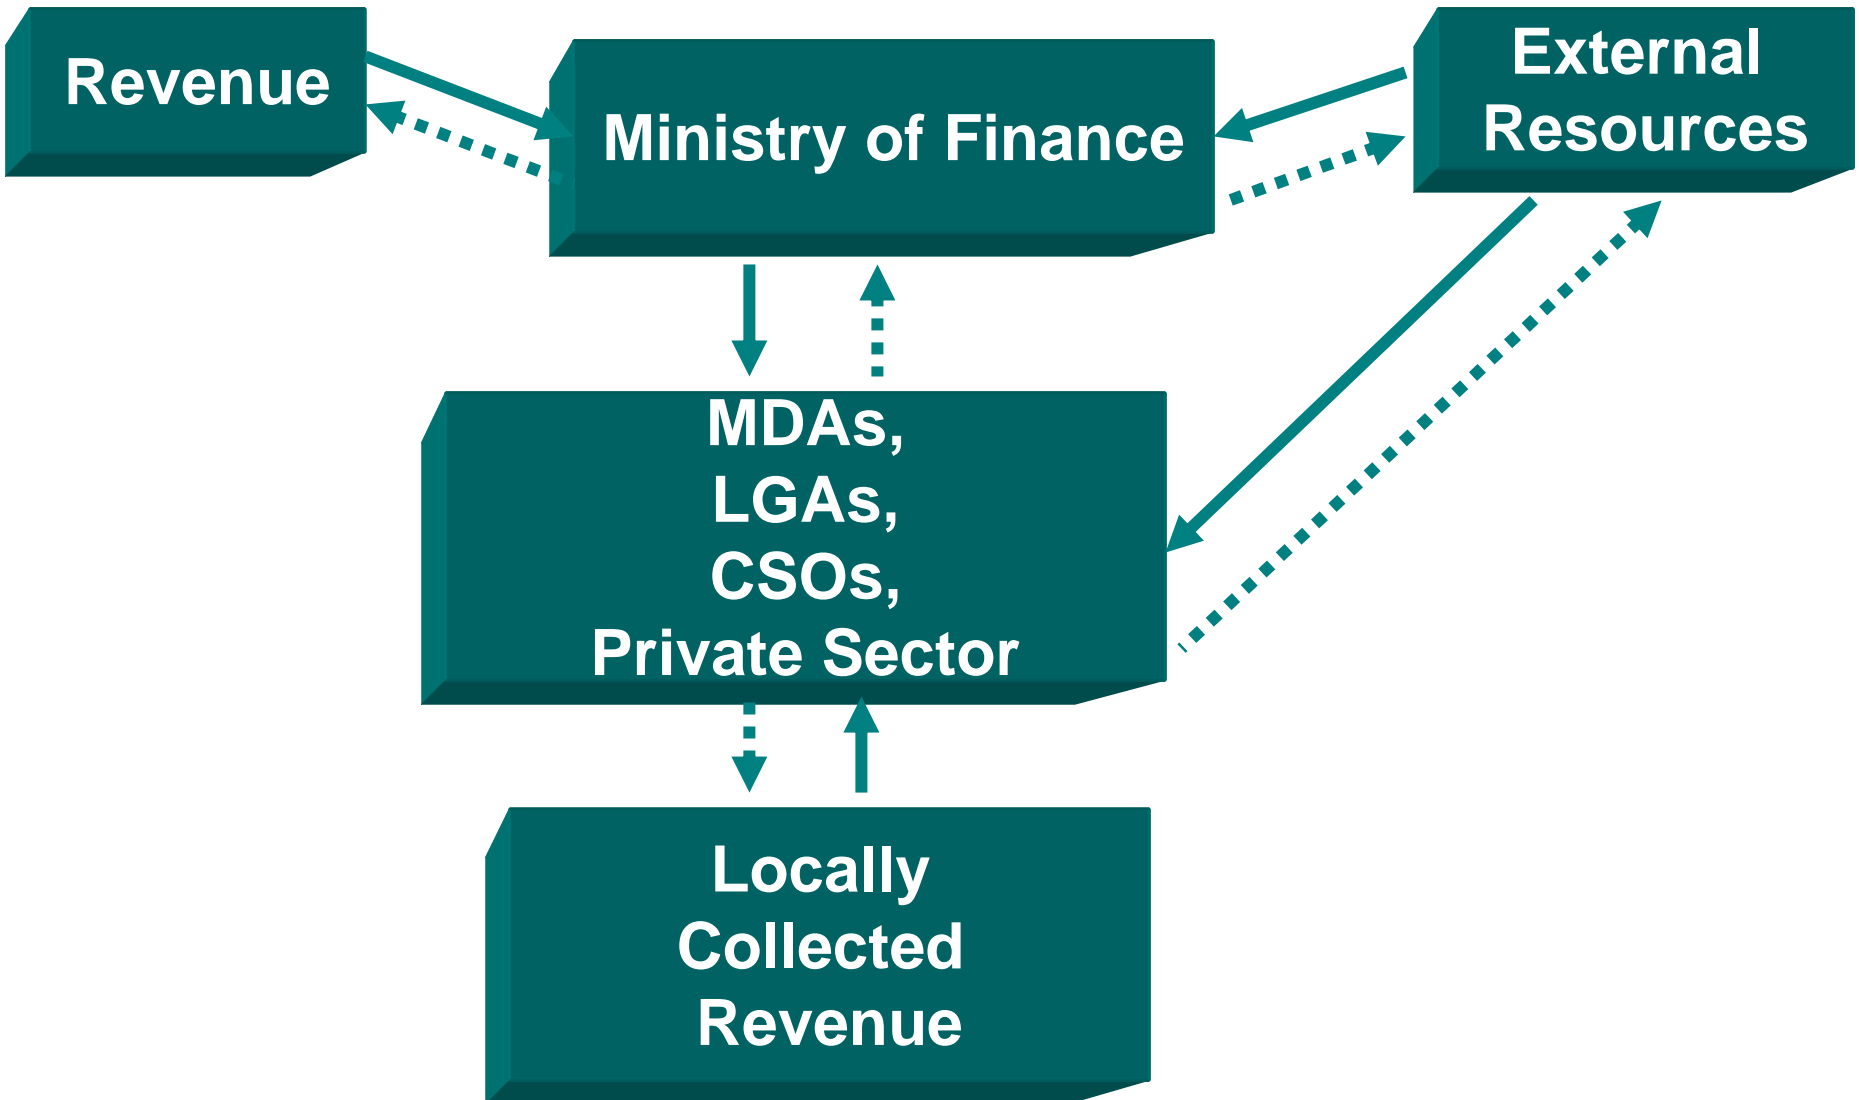 Revenue
Ministry of Finance
External
Resources
MDAs,
LGAs,
CSOs,
Private Sector
Locally
Collected
Revenue